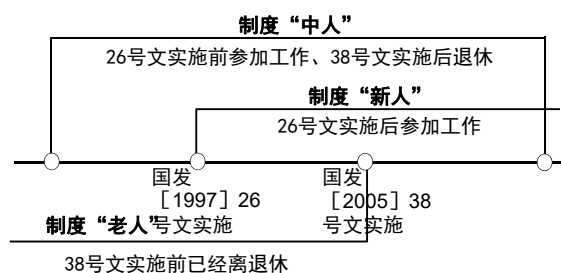 制度“中人”
26号文实施前参加工作、38号文实施后退休
制度“新人”
26号文实施后参加工作
国发
［1997］26
号文实施
国发
［2005］38
号文实施
制度“老人”
38号文实施前已经离退休